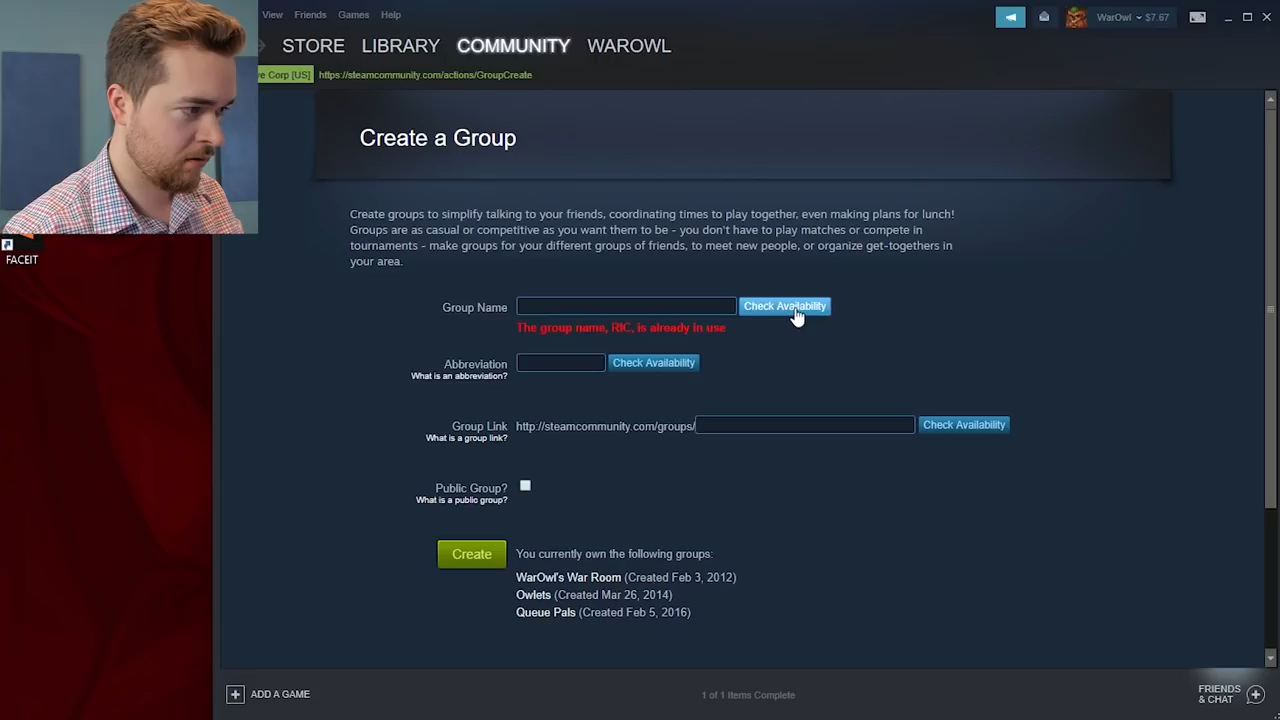 View Friends Games Help
WarOwl $7.67
STORE LIBRARY COMMUNITY WAROWL
ve Corp [US] https://steamcommunity.com/actions/GroupCreate
Create a Group
Create groups to simplify talking to your friends, coordinating times to play together, even making plans for lunch!
Groups are as casual or competitive as you want them to be - you don't have to play matches or compete in
tournaments - make groups for your different groups of friends, to meet new people, or organize get-togethers in
your area.
FACEIT
Group Name Check Availability
The group name, RIC, is already in use
Abbreviation Check Availability
What is an abbreviation?
Group Link http://steamcommunity.com/groups/ Check Availability
What is a group link?
Public Group?
What is a public group?
Create You currently own the following groups:
WarOwl's War Room (Created Feb 3, 2012)
Owlets (Created Mar 26, 2014)
Queue Pals (Created Feb 5, 2016)
+ ADD A GAME
1 of 1 Items Complete
FRIENDS
& CHAT +